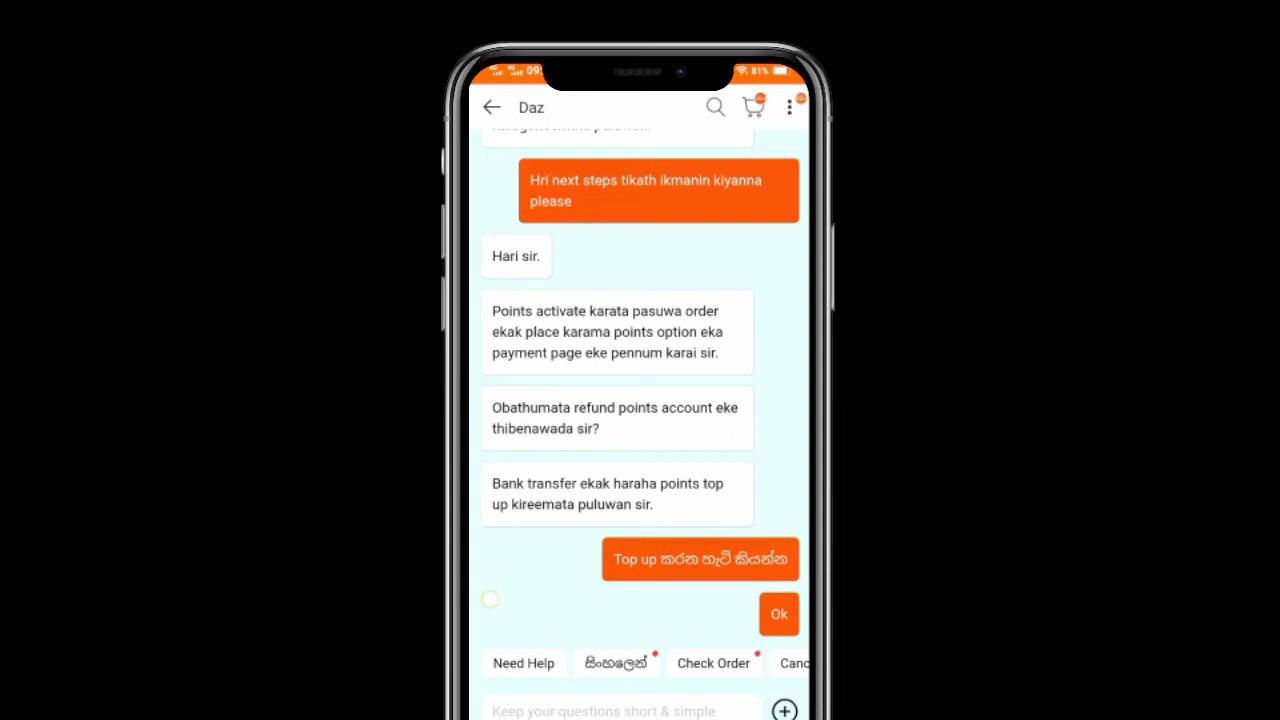 81%
Daz
Hri next steps tikath ikmanin kiyanna
please
Hari sir.
Points activate karata pasuwa order
ekak place karama points option eka
payment page eke pennum karai sir.
Obathumata refund points account eke
thibenawada sir?
Bank transfer ekak haraha points top
up kireemata puluwan sir.
Top up කරන හැටි කියන්න
Ok
Need Help
සිංහලෙන්
Check Order
Canc
Keep your questions short & simple